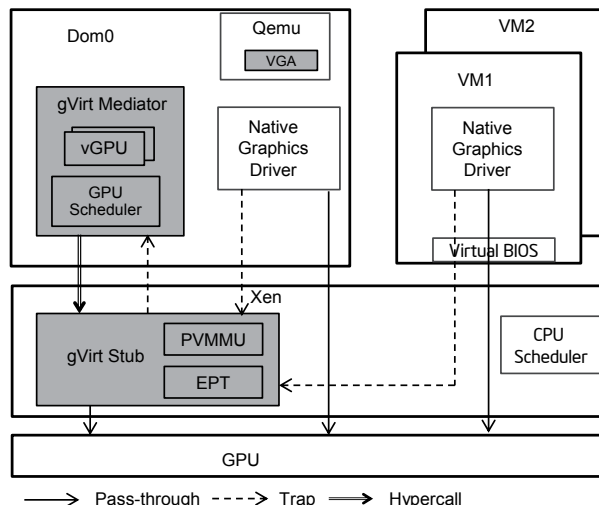 Dom0
Qemu
VGA
gVirt Mediator
vGPU
GPU
Scheduler
Native
Graphics
Driver
VM2
VM1
Native
Graphics
Driver
Virtual BIOS
Xen
gVirt Stub
PVMMU
EPT
CPU
Scheduler
GPU
Pass-through
Trap
Hypercall